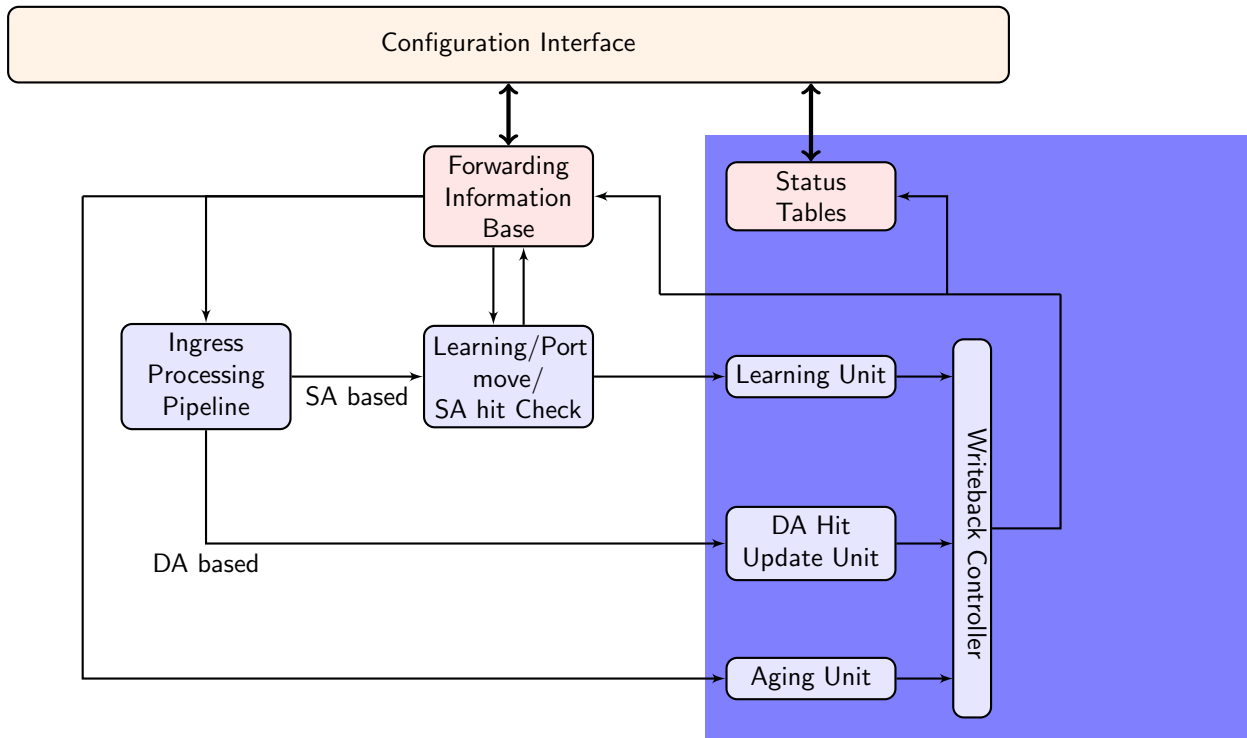 Configuration Interface
Forwarding
Information
Base
Status
Tables
Ingress
Processing
Pipeline
SA based
Learning/Port
move/
SA hit Check
Learning Unit
Writeback Controller
DA Hit
Update Unit
DA based
Aging Unit